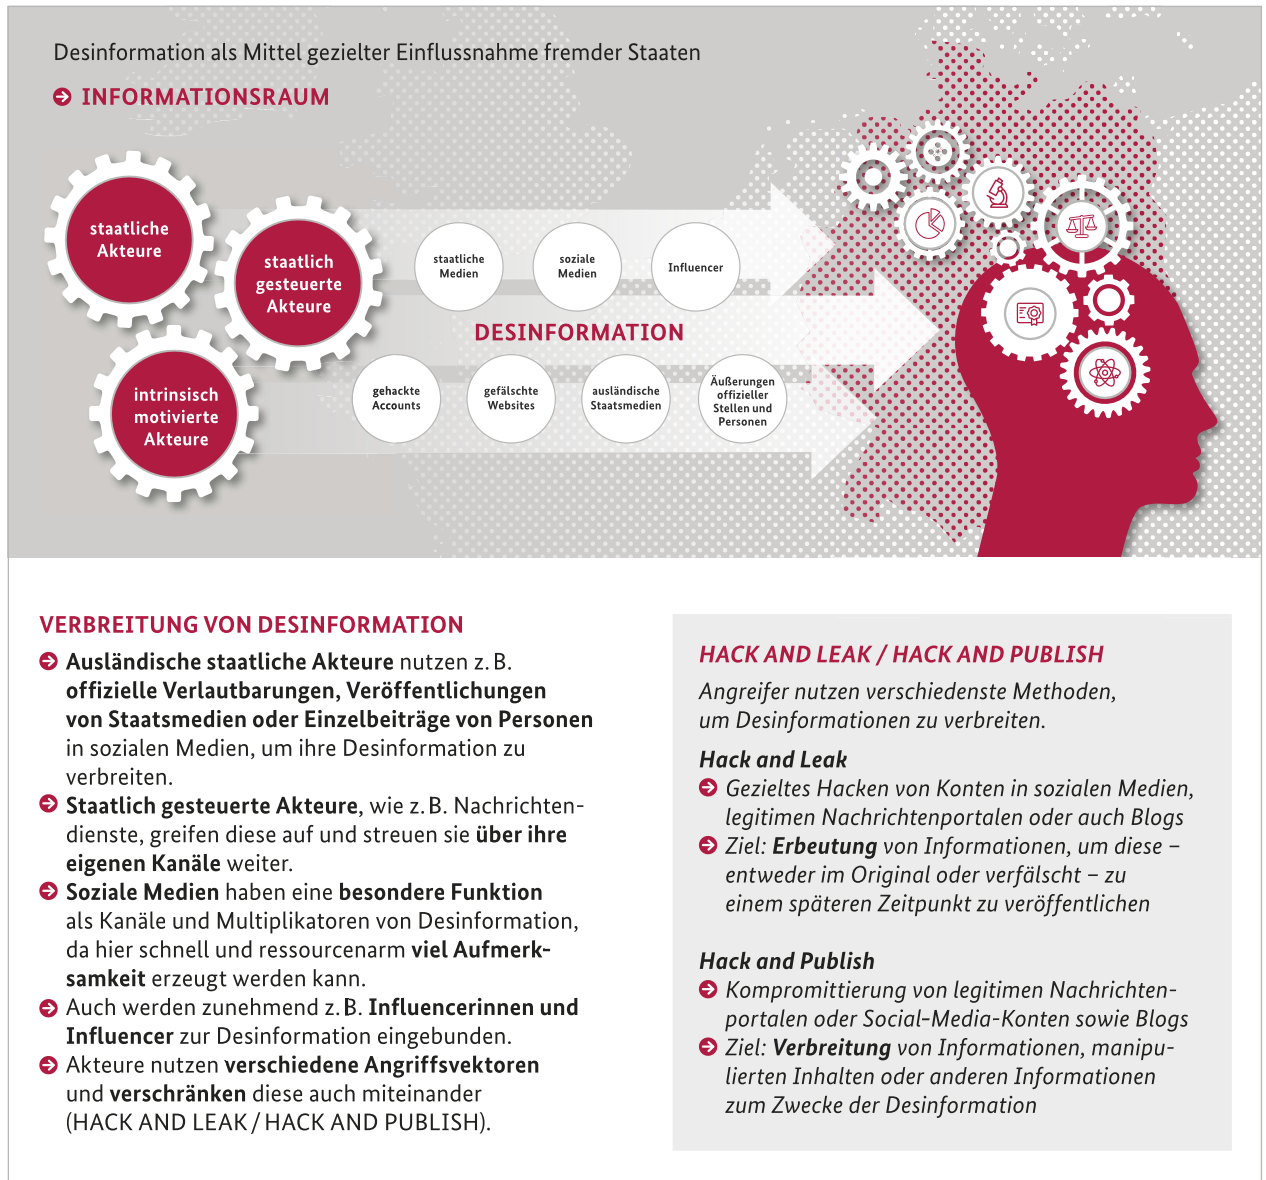 Desinformation als Mittel gezielter Einflussnahme fremder Staaten
INFORMATIONSRAUM
staatliche
Akteure
staatlich
gesteuerte
Akteure
intrinsisch
motivierte
Akteure
staatliche
Medien
soziale
Medien
Influencer
DESINFORMATION
gehackte
Accounts
gefälschte
Websites
ausländische
Staatsmedien
Äußerungen
offizieller
Stellen und
Personen
VERBREITUNG VON DESINFORMATION
Ausländische staatliche Akteure nutzen z. B.
offizielle Verlautbarungen, Veröffentlichungen
von Staatsmedien oder Einzelbeiträge von Personen
in sozialen Medien, um ihre Desinformation zu
verbreiten.
Staatlich gesteuerte Akteure, wie z. B. Nachrichten-
dienste, greifen diese auf und streuen sie über ihre
eigenen Kanäle weiter.
Soziale Medien haben eine besondere Funktion
als Kanäle und Multiplikatoren von Desinformation,
da hier schnell und ressourcenarm viel Aufmerk-
samkeit erzeugt werden kann.
Auch werden zunehmend z. B. Influencerinnen und
Influencer zur Desinformation eingebunden.
Akteure nutzen verschiedene Angriffsvektoren
und verschränken diese auch miteinander
(HACK AND LEAK / HACK AND PUBLISH).
HACK AND LEAK / HACK AND PUBLISH
Angreifer nutzen verschiedenste Methoden,
um Desinformationen zu verbreiten.
Hack and Leak
Gezieltes Hacken von Konten in sozialen Medien,
legitimen Nachrichtenportalen oder auch Blogs
Ziel: Erbeutung von Informationen, um diese –
entweder im Original oder verfälscht – zu
einem späteren Zeitpunkt zu veröffentlichen
Hack and Publish
Kompromittierung von legitimen Nachrichten-
portalen oder Social-Media-Konten sowie Blogs
Ziel: Verbreitung von Informationen, manipu-
lierten Inhalten oder anderen Informationen
zum Zwecke der Desinformation